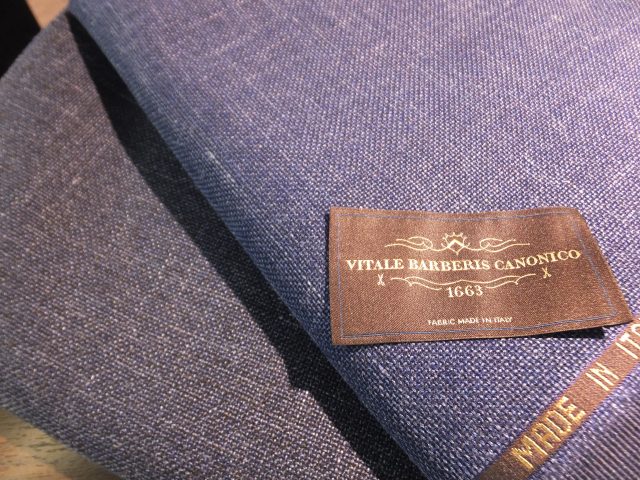 VITALE BARBERIS CANONICO
1663
FABRIC MADE IN ITALY
MADE IN